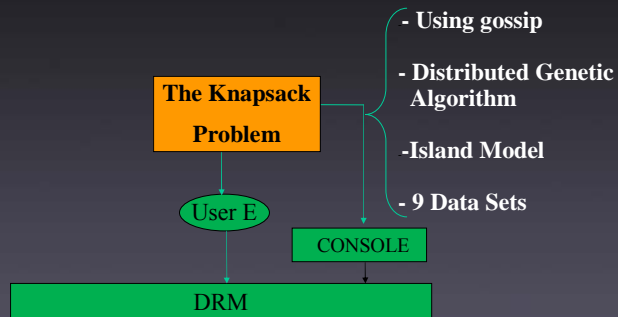 - Using gossip
- Distributed Genetic
Algorithm
-Island Model
- 9 Data Sets
The Knapsack
Problem
User E
CONSOLE
DRM